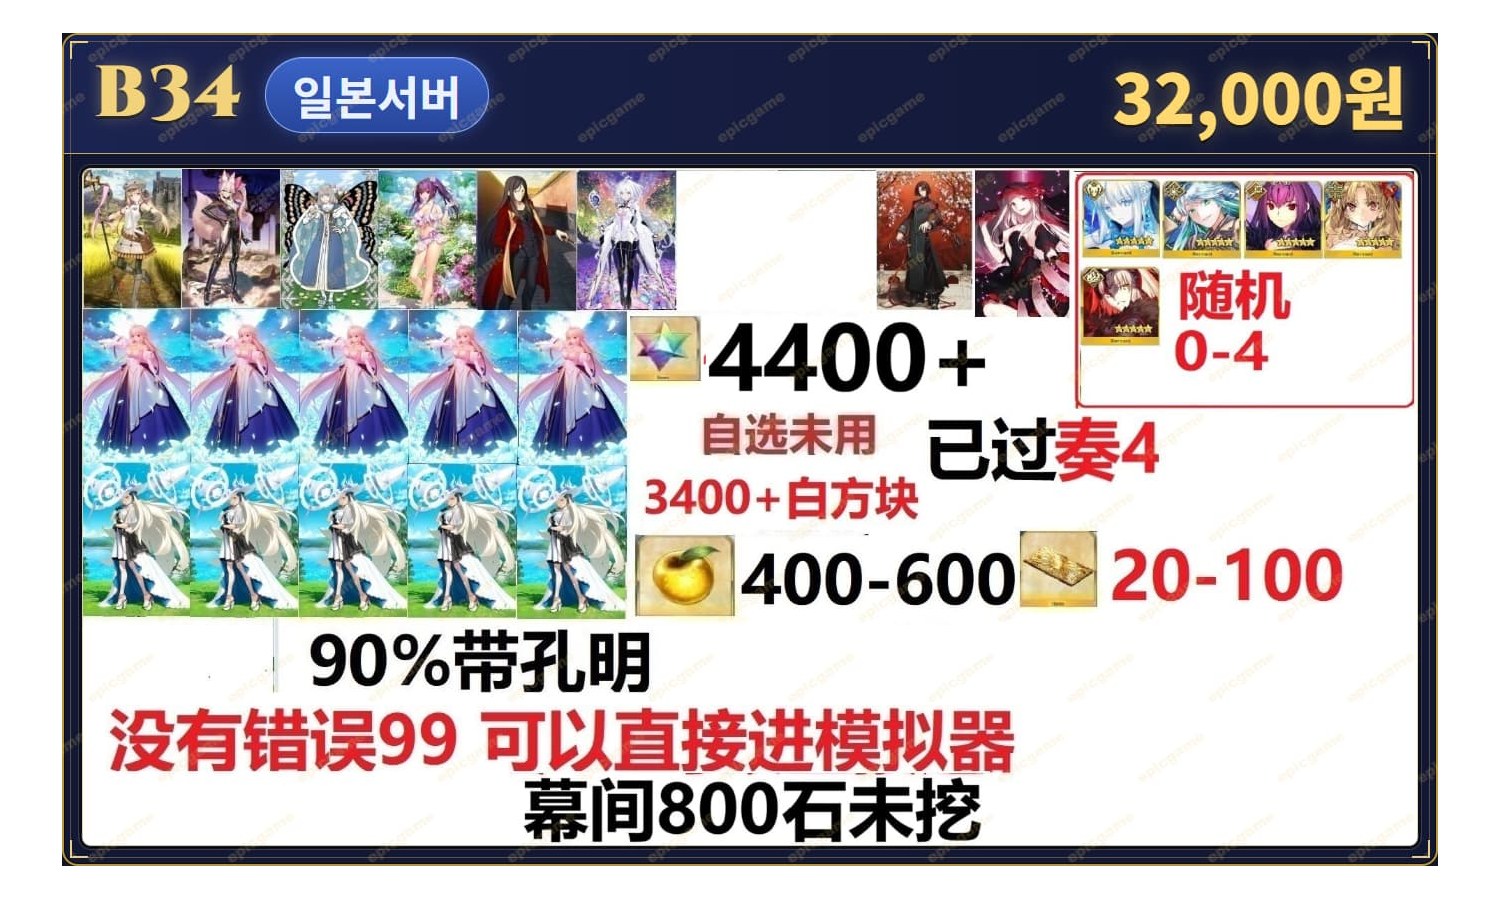 B34 일본서버 32,000원
随机
0-4
4400+
自选未用
已过奏4
3400+白方块
400-600
20-100
90%带孔明
没有错误99 可以直接进模拟器
幕间800石未挖
epicgame